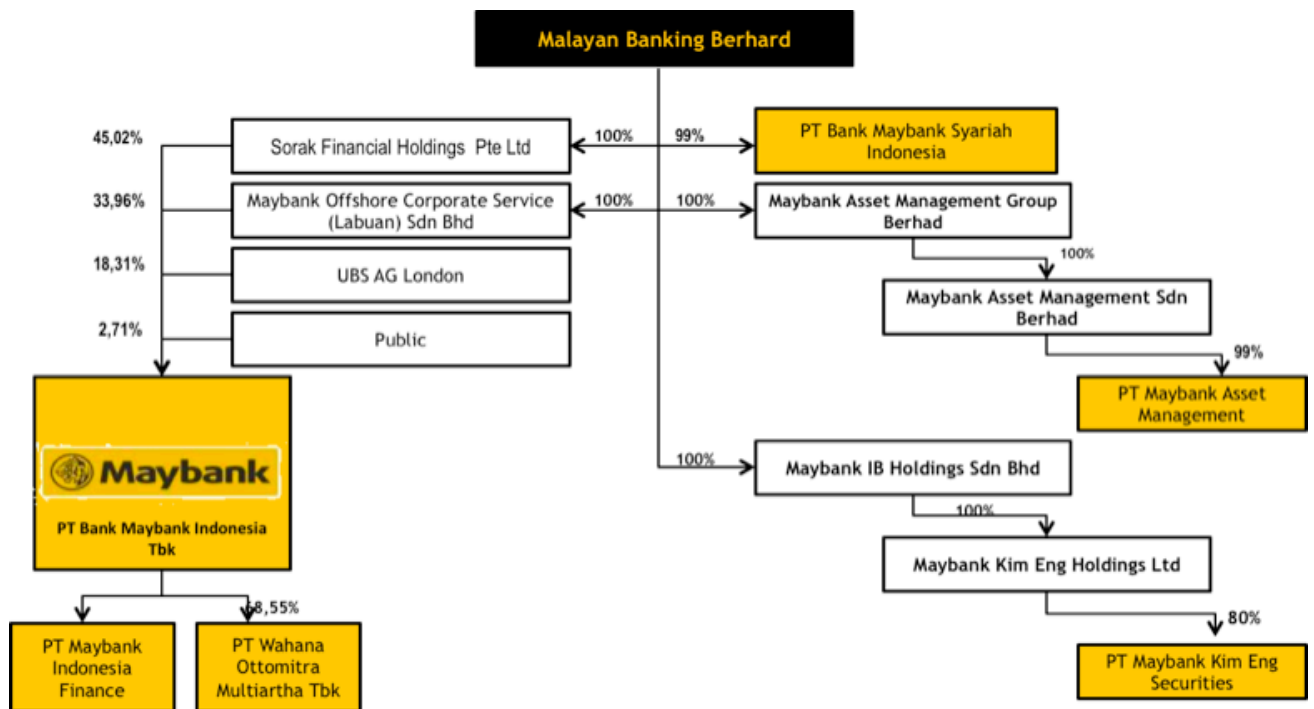 Malayan Banking Berhard
45,02%
Sorak Financial Holdings Pte Ltd
100%
99%
PT Bank Maybank Syariah
Indonesia
33,96%
Maybank Offshore Corporate Service
(Labuan) Sdn Bhd
100%
100%
Maybank Asset Management Group
Berhad
18,31%
UBS AG London
100%
Maybank Asset Management Sdn
Berhad
2,71%
Public
99%
PT Maybank Asset
Management
Maybank
PT Bank Maybank Indonesia
Tbk
100%
Maybank IB Holdings Sdn Bhd
100%
Maybank Kim Eng Holdings Ltd
80%
PT Maybank Kim Eng
Securities
68,55%
PT Maybank
Indonesia
Finance
PT Wahana
Ottomitra
Multiartha Tbk